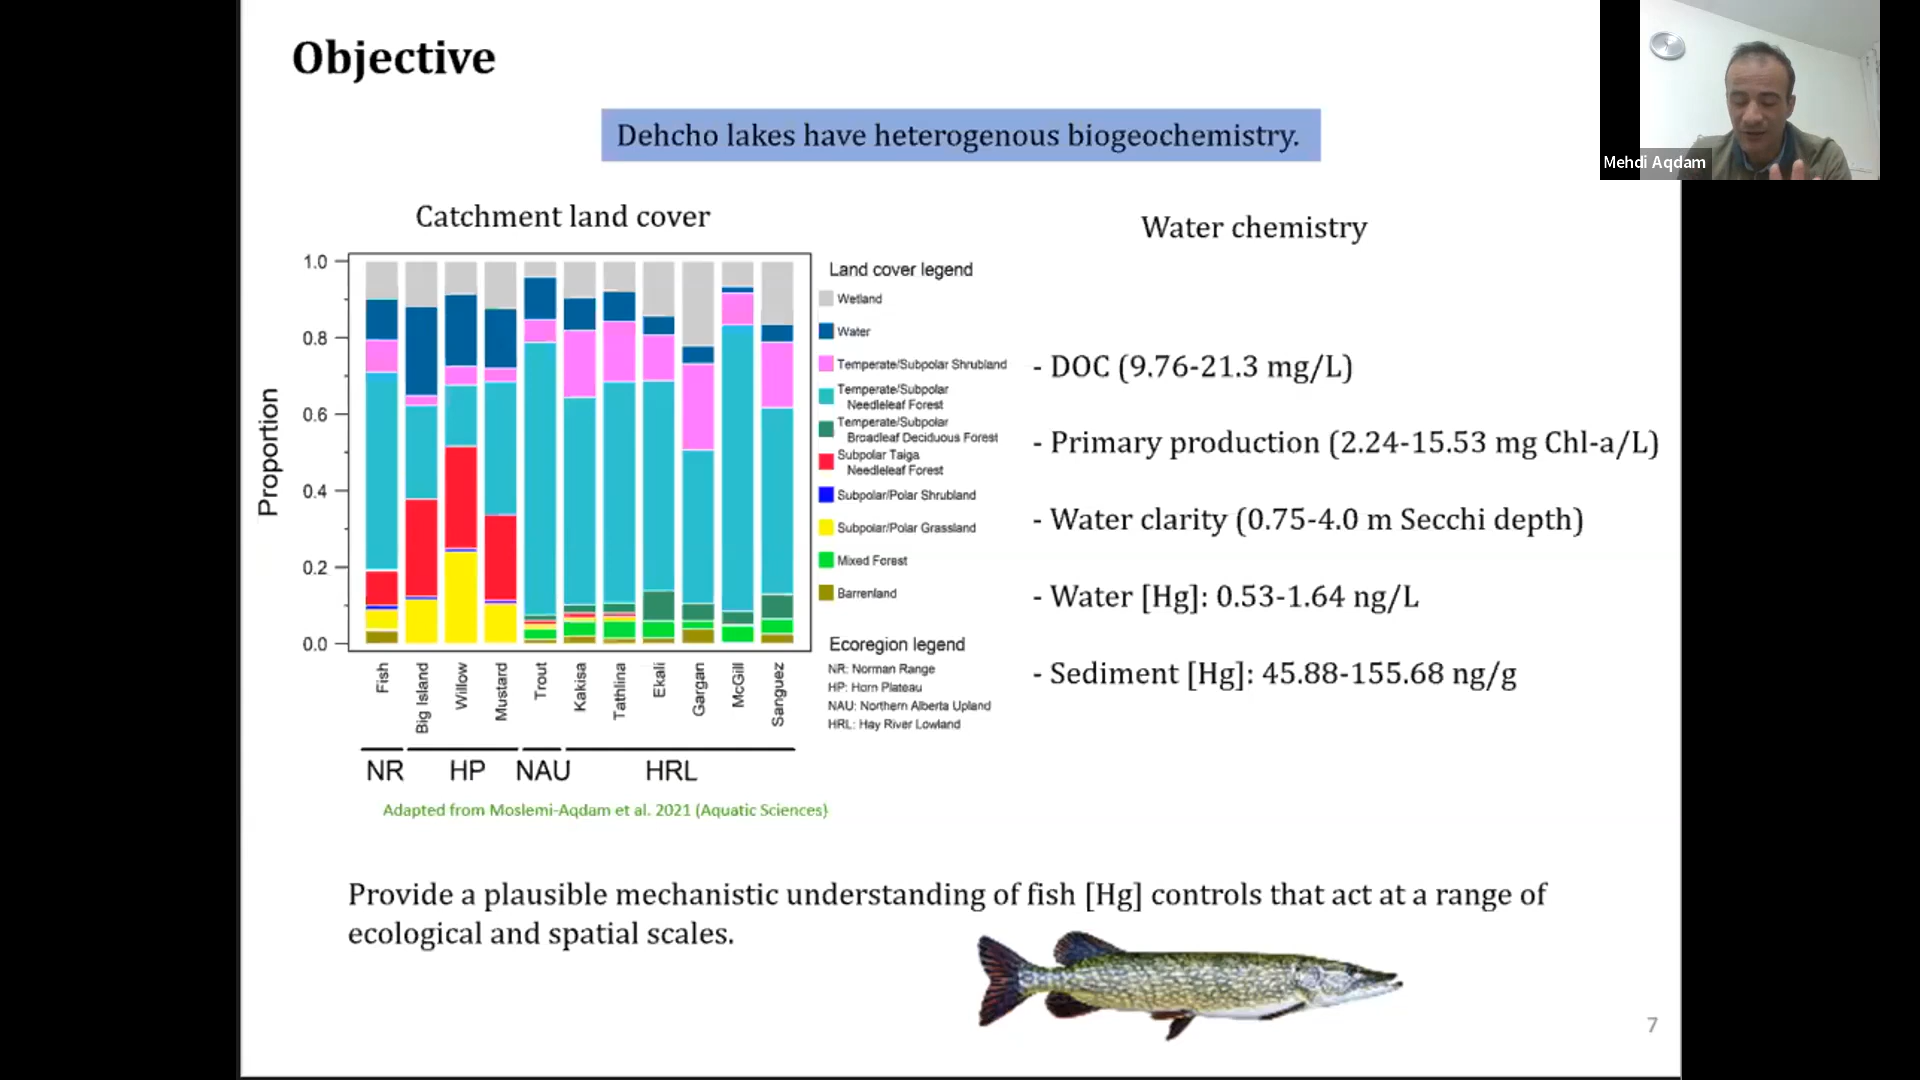 Objective
Dehcho lakes have heterogenous biogeochemistry.
Mehdi Aqdam
Catchment land cover
1.0
0.8
0.6
0.4
0.2
0.0
Proportion
Fish
Big Island
Willow
Mustard
Trout
Kakisa
Tathlina
Ekali
Gargan
McGill
Sanguez
NR
HP
NAU
HRL
Land cover legend
Wetland
Water
Temperate/Subpolar Shrubland
Temperate/Subpolar
Needleleaf Forest
Temperate/Subpolar
Broadleaf Deciduous Forest
Subpolar Taiga
Needleleaf Forest
Subpolar/Polar Shrubland
Subpolar/Polar Grassland
Mixed Forest
Barrenland
Ecoregion legend
NR: Norman Range
HP: Horn Plateau
NAU: Northern Alberta Upland
HRL: Hay River Lowland
Adapted from Moslemi-Aqdam et al. 2021 (Aquatic Sciences)
Water chemistry
- DOC (9.76-21.3 mg/L)
- Primary production (2.24-15.53 mg Chl-a/L)
- Water clarity (0.75-4.0 m Secchi depth)
- Water [Hg]: 0.53-1.64 ng/L
- Sediment [Hg]: 45.88-155.68 ng/g
Provide a plausible mechanistic understanding of fish [Hg] controls that act at a range of
ecological and spatial scales.
7